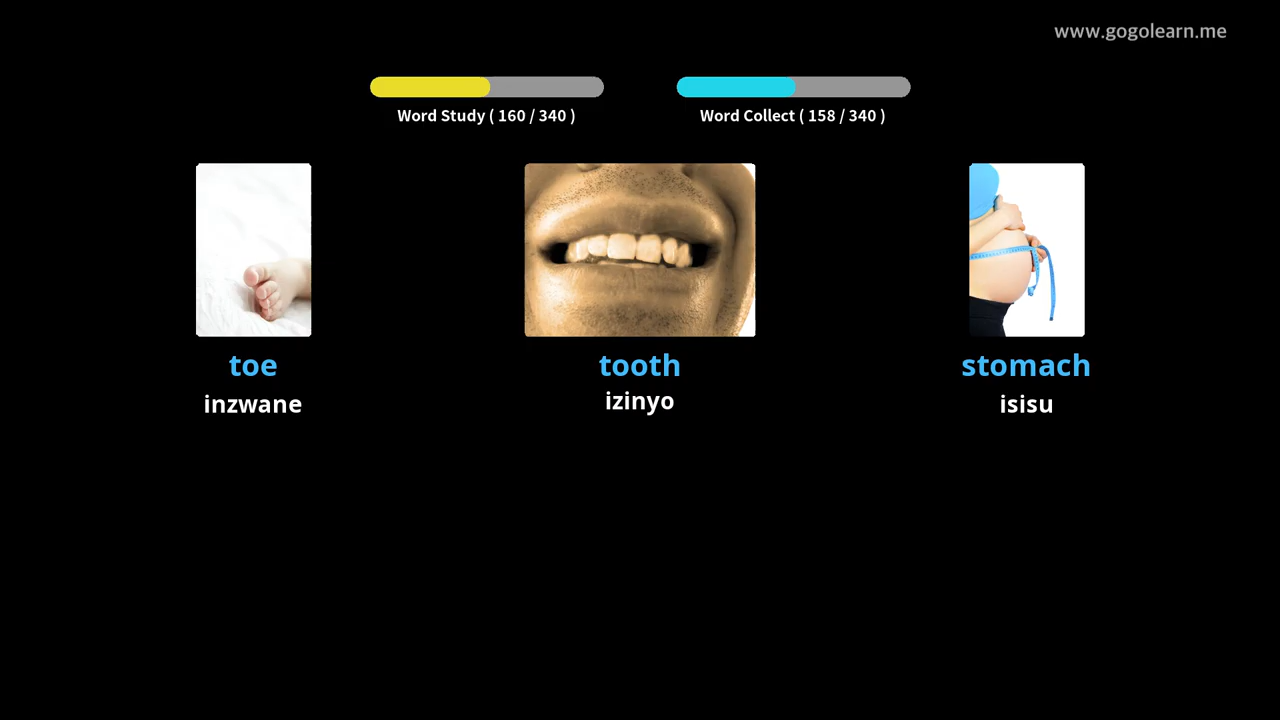 www.gogolearn.me
Word Study ( 160 / 340 )
Word Collect ( 158 / 340 )
toe
tooth
stomach
inzwane
izinyo
isisu